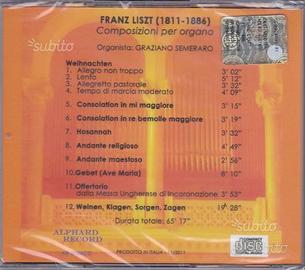 FRANZ LISZT (1811-1886)
Composizioni per organo
subito
Organista: GRAZIANO SEMERARO
Weihnachten
1. Allegro non troppo 3' 02"
2. Lento 5' 12"
3. Allegretto pastorale 3' 32"
4. Tempo di marcia moderato 4' 09"
5. Consolation in mi maggiore 3' 15"
6. Consolation in re bemolle maggiore 3' 19"
7. Hosannah 3' 32"
8. Andante religioso 4' 49"
9. Andante maestoso 2' 56"
10. Gebet (Ave Maria) 8' 10"
11. Offertorio
dalla Messa Ungherese di Incoronazione 3' 53"
12. Weinen, Klagen, Sorgen, Zagen 19' 28"
Durata totale: 65' 17"
ALPHARD
RECORD
PRODOTTO IN ITALIA
subito